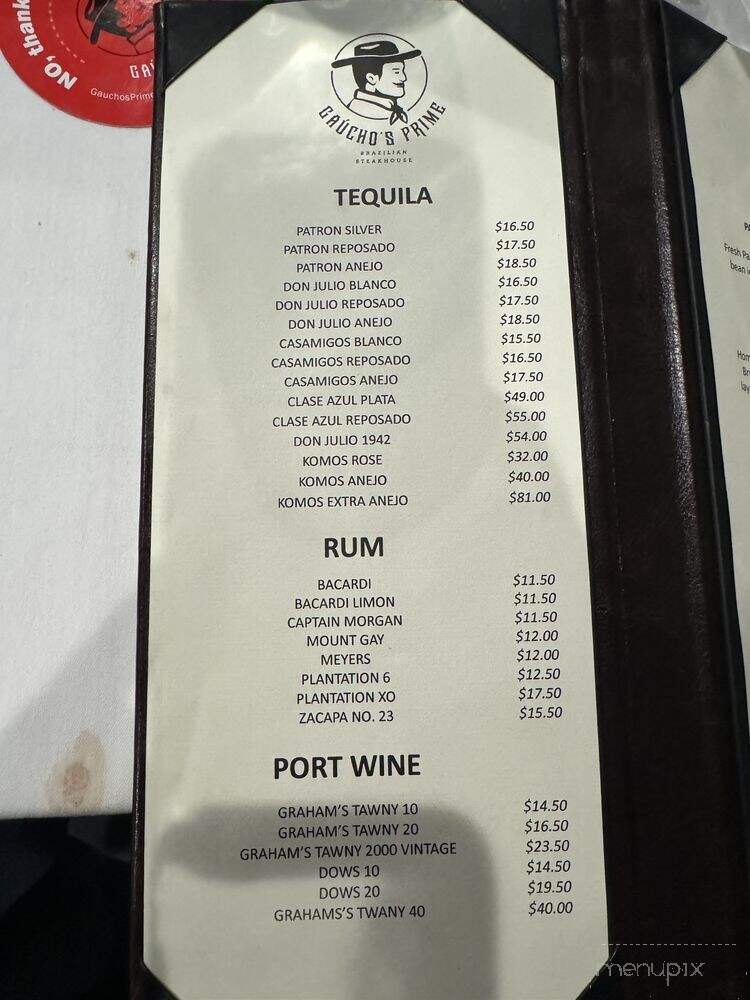 NO, thank
GauchosPrime
GAÚCHO'S PRIME
BRAZILIAN
STEAKHOUSE
TEQUILA
PATRON SILVER $16.50
PATRON REPOSADO $17.50
PATRON ANEJO $18.50
DON JULIO BLANCO $16.50
DON JULIO REPOSADO $17.50
DON JULIO ANEJO $18.50
CASAMIGOS BLANCO $15.50
CASAMIGOS REPOSADO $16.50
CASAMIGOS ANEJO $17.50
CLASE AZUL PLATA $49.00
CLASE AZUL REPOSADO $55.00
DON JULIO 1942 $54.00
KOMOS ROSE $32.00
KOMOS ANEJO $40.00
KOMOS EXTRA ANEJO $81.00
RUM
BACARDI $11.50
BACARDI LIMON $11.50
CAPTAIN MORGAN $11.50
MOUNT GAY $12.00
MEYERS $12.00
PLANTATION 6 $12.50
PLANTATION XO $17.50
ZACAPA NO. 23 $15.50
PORT WINE
GRAHAM'S TAWNY 10 $14.50
GRAHAM'S TAWNY 20 $16.50
GRAHAM'S TAWNY 2000 VINTAGE $23.50
DOWS 10 $14.50
DOWS 20 $19.50
GRAHAMS'S TWANY 40 $40.00
Fresh Pa
bean i
menupix